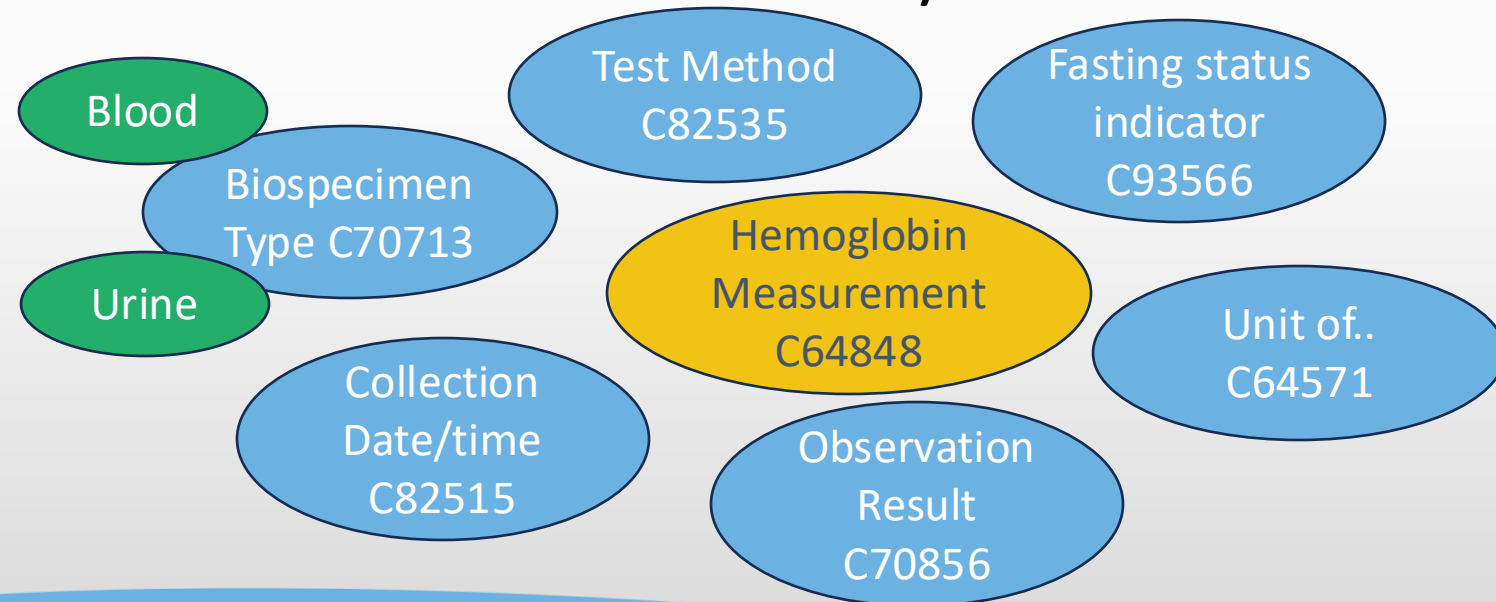 Blood
Biospecimen
Type C70713
Urine
Test Method
C82535
Fasting status
indicator
C93566
Hemoglobin
Measurement
C64848
Unit of..
C64571
Collection
Date/time
C82515
Observation
Result
C70856